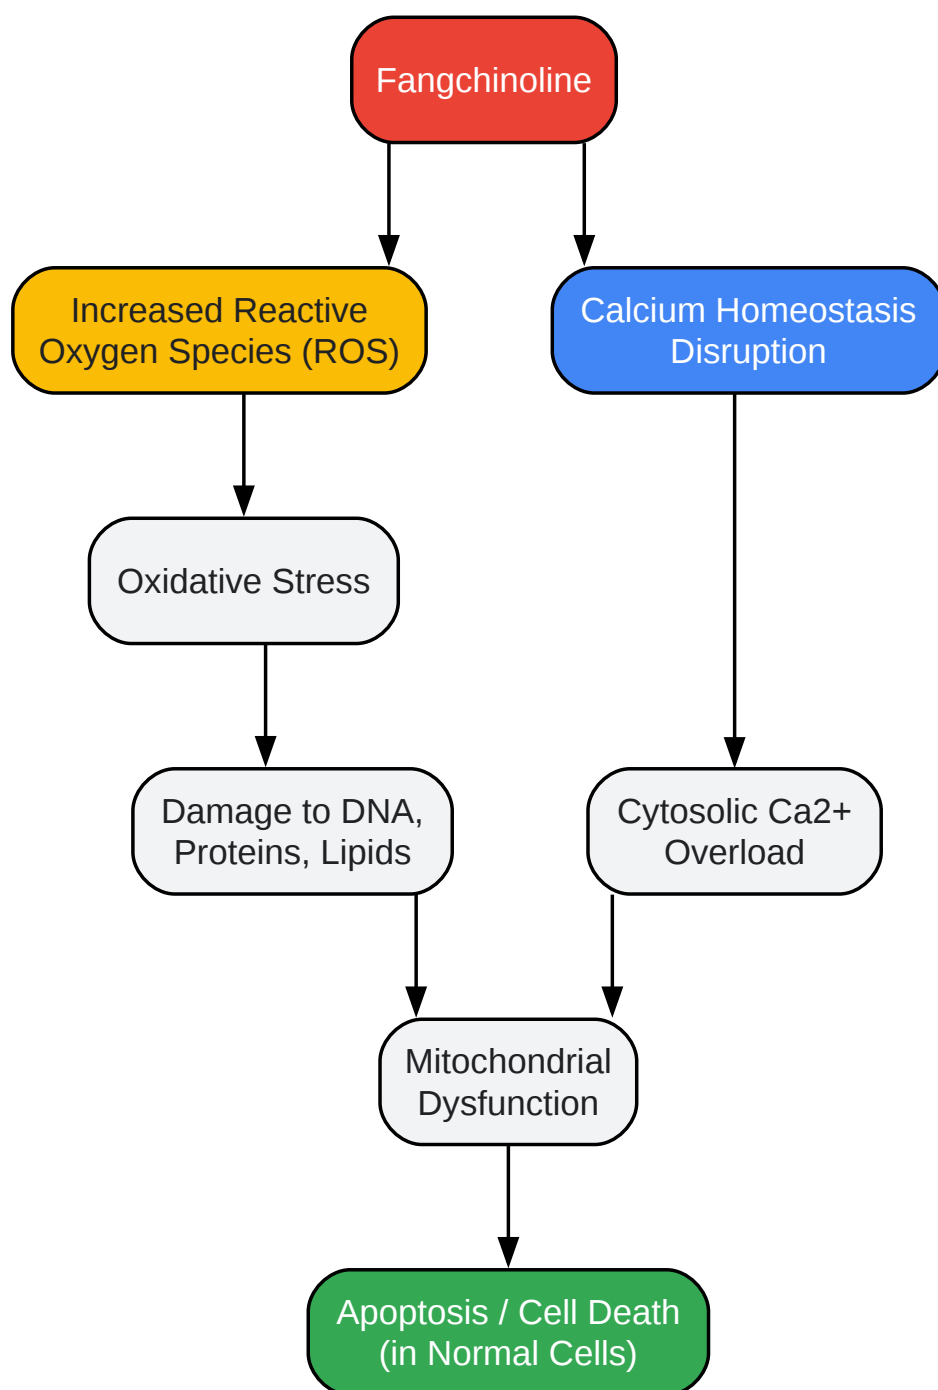 Fangchinoline
Increased Reactive
Oxygen Species (ROS)
Calcium Homeostasis
Disruption
Oxidative Stress
Damage to DNA,
Proteins, Lipids
Cytosolic Ca2+
Overload
Mitochondrial
Dysfunction
Apoptosis / Cell Death
(in Normal Cells)